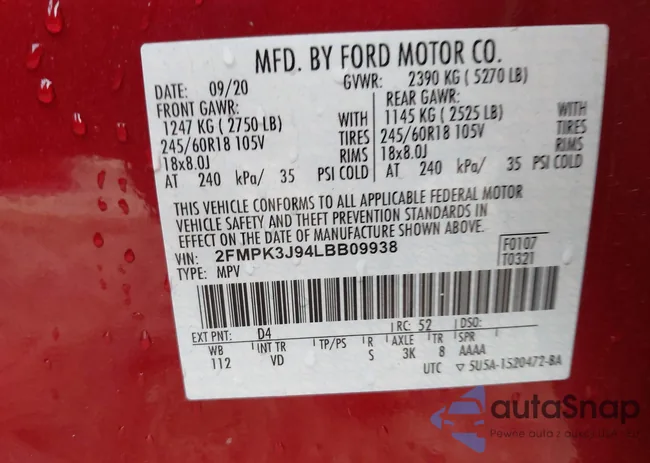 MFD. BY FORD MOTOR CO.
DATE: 09/20 GVWR: 2390 KG ( 5270 LB)
FRONT GAWR: REAR GAWR:
1247 KG ( 2750 LB) WITH 1145 KG ( 2525 LB) WITH
245/60R18 105V TIRES 245/60R18 105V TIRES
18x8.0J RIMS 18x8.0J RIMS
AT 240 kPa/ 35 PSI COLD AT 240 kPa/ 35 PSI COLD
THIS VEHICLE CONFORMS TO ALL APPLICABLE FEDERAL MOTOR
VEHICLE SAFETY AND THEFT PREVENTION STANDARDS IN
EFFECT ON THE DATE OF MANUFACTURE SHOWN ABOVE.
VIN: 2FMPK3J94LBB09938 F0107
TYPE: MPV T0321
EXT PNT: D4 RC: 52 DSO:
WB INT TR TP/PS R AXLE TR SPR
112 VD S 3K 8 AAAA
UTC ▽ 5U5A-1520472-BA
autaSnap
Pewne auta z